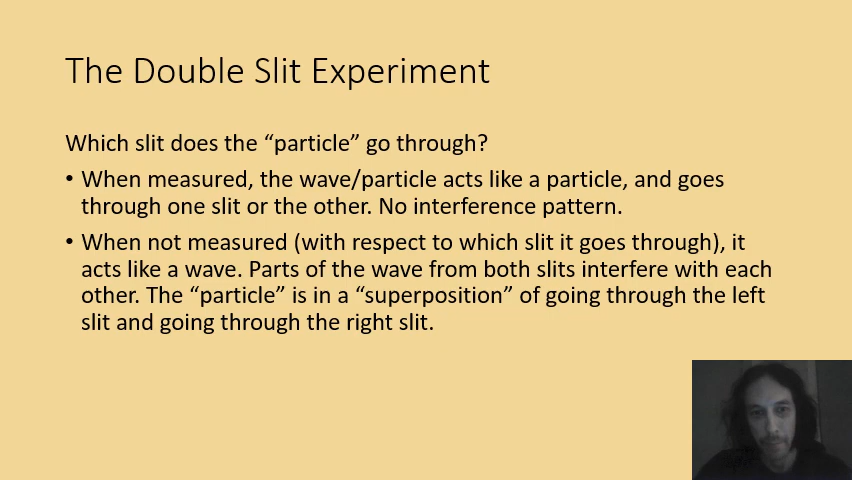 The Double Slit Experiment
Which slit does the “particle” go through?
• When measured, the wave/particle acts like a particle, and goes
through one slit or the other. No interference pattern.
• When not measured (with respect to which slit it goes through), it
acts like a wave. Parts of the wave from both slits interfere with each
other. The “particle” is in a “superposition” of going through the left
slit and going through the right slit.